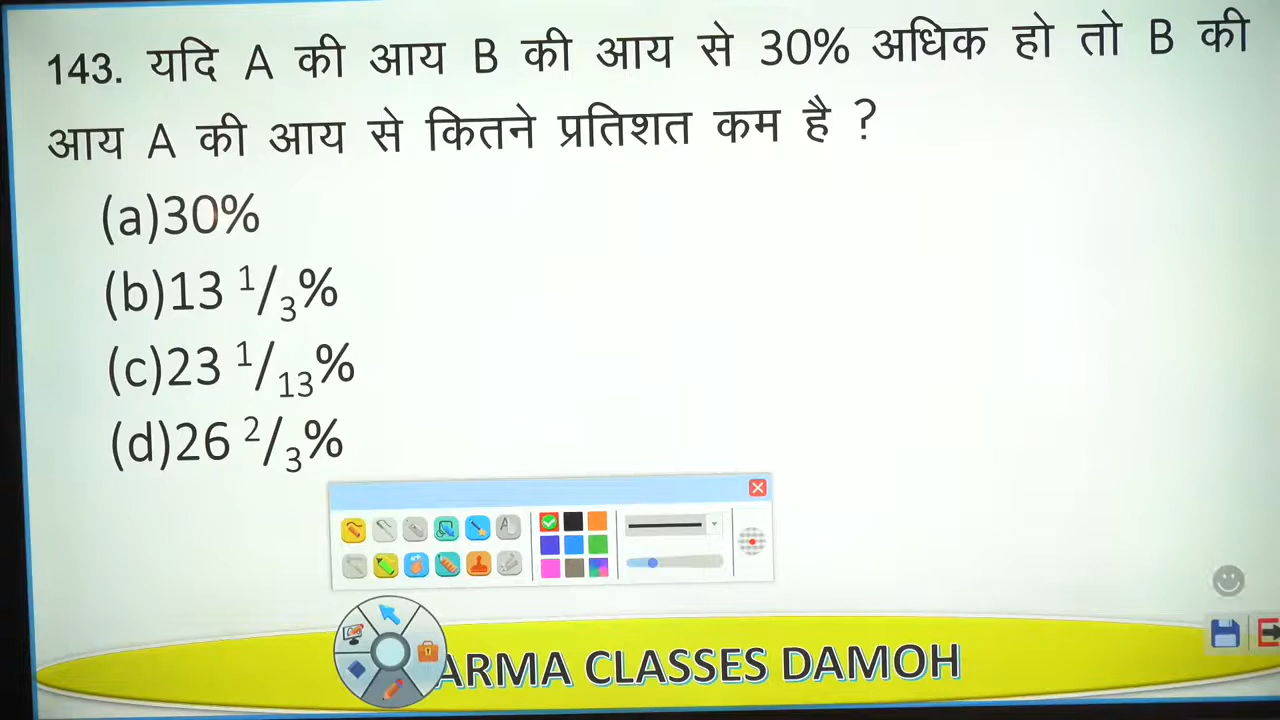 143. यदि A की आय B की आय से 30% अधिक हो तो B की
आय A की आय से कितने प्रतिशत कम है ?
(a)30%
(b)13 1/3%
(c)23 1/13%
(d)26 2/3%
ARMA CLASSES DAMOH